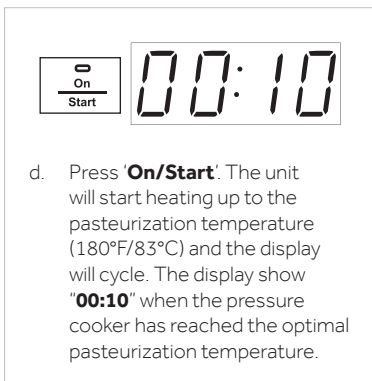 On
Start
00:10
d. Press ‘On/Start’. The unit
will start heating up to the
pasteurization temperature
(180°F/83°C) and the display
will cycle. The display show
“00:10” when the pressure
cooker has reached the optimal
pasteurization temperature.